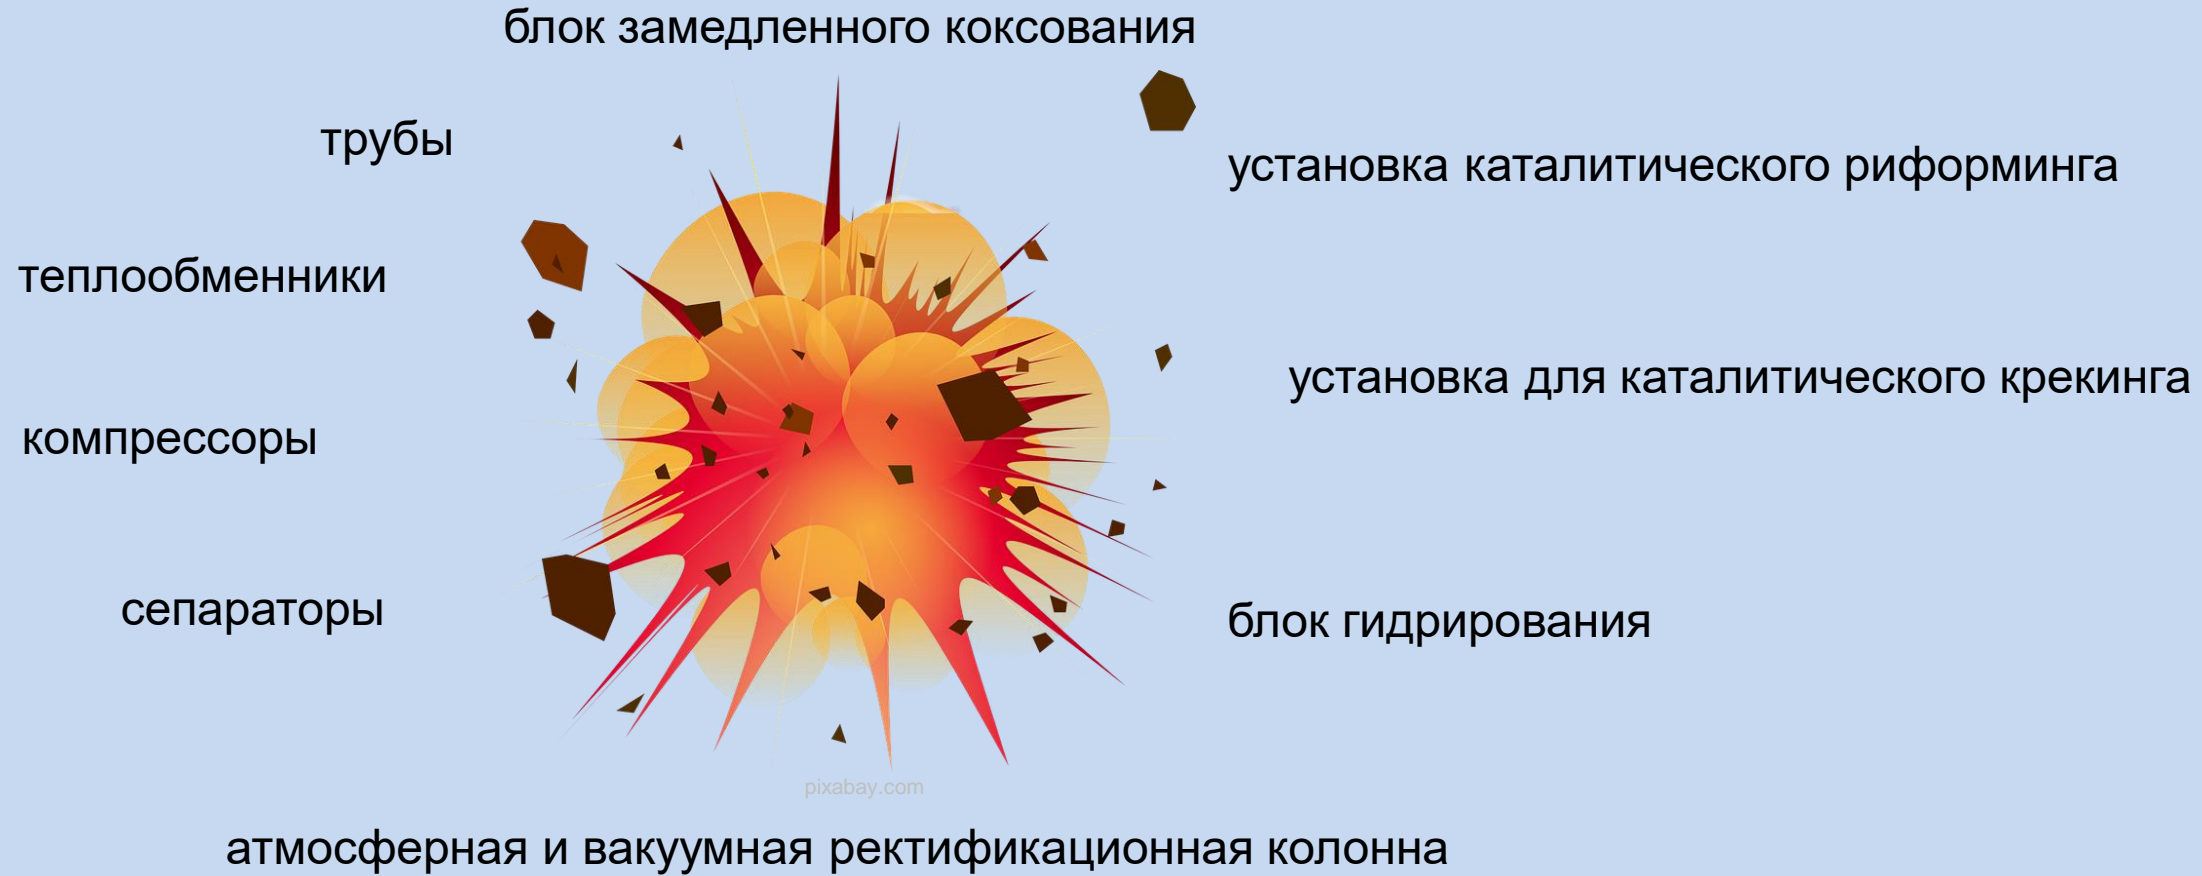 блок замедленного коксования
трубы
установка каталитического риформинга
теплообменники
установка для каталитического крекинга
компрессоры
сепараторы
блок гидрирования
pixabay.com
атмосферная и вакуумная ректификационная колонна